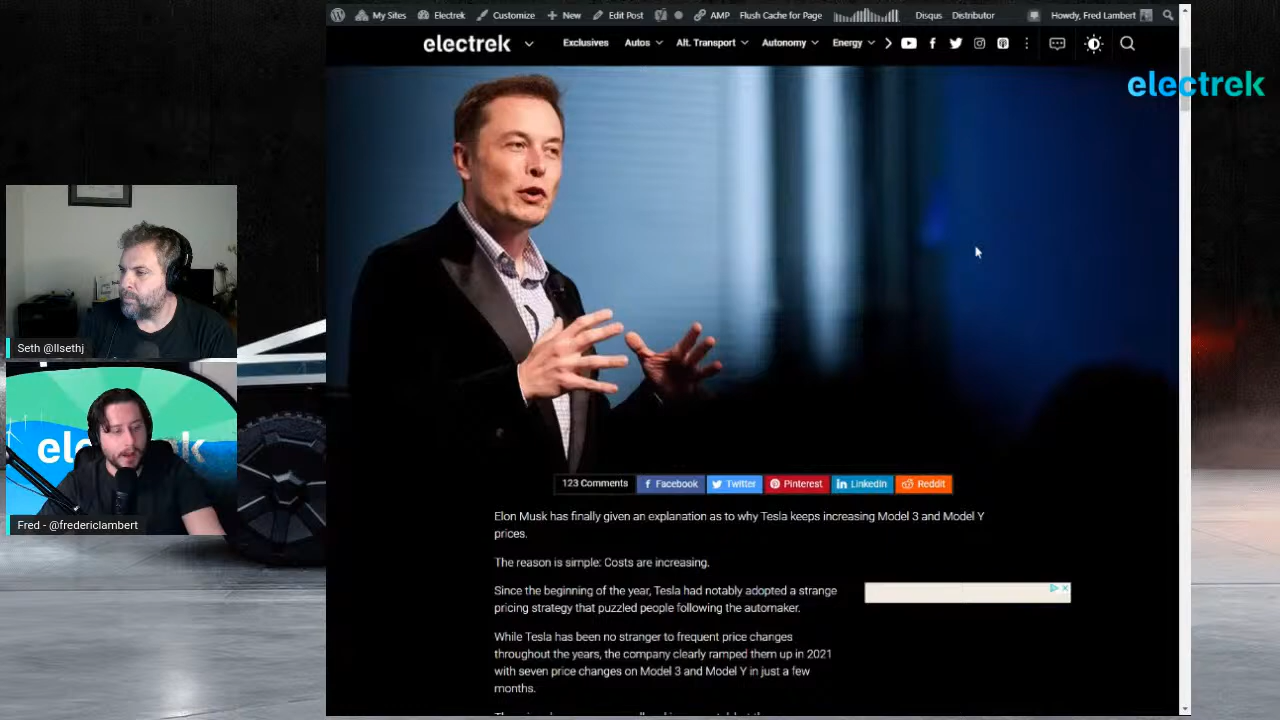 My Sites Electrek Customize New Edit Post AMP Flush Cache for Page Disqus Distributor Howdy, Fred Lambert
electrek Exclusives Autos Alt. Transport Autonomy Energy
electrek
Seth @llsethj
el k
Fred - @fredericlambert
123 Comments Facebook Twitter Pinterest LinkedIn Reddit
Elon Musk has finally given an explanation as to why Tesla keeps increasing Model 3 and Model Y
prices.
The reason is simple: Costs are increasing.
Since the beginning of the year, Tesla had notably adopted a strange
pricing strategy that puzzled people following the automaker.
While Tesla has been no stranger to frequent price changes
throughout the years, the company clearly ramped them up in 2021
with seven price changes on Model 3 and Model Y in just a few
months.